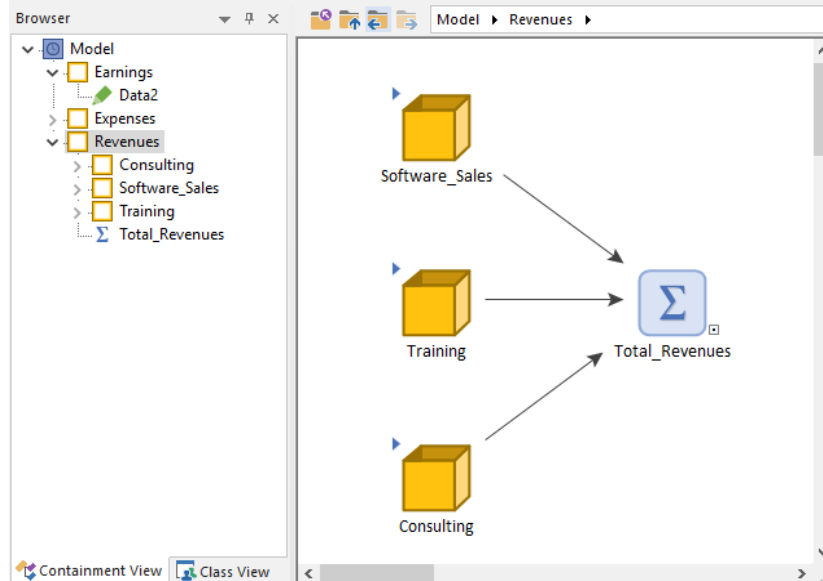 Browser
Model
Earnings
Data2
Expenses
Revenues
Consulting
Software_Sales
Training
Σ Total_Revenues
Containment View
Class View
Model Revenues
Software_Sales
Training
Σ
Total_Revenues
Consulting